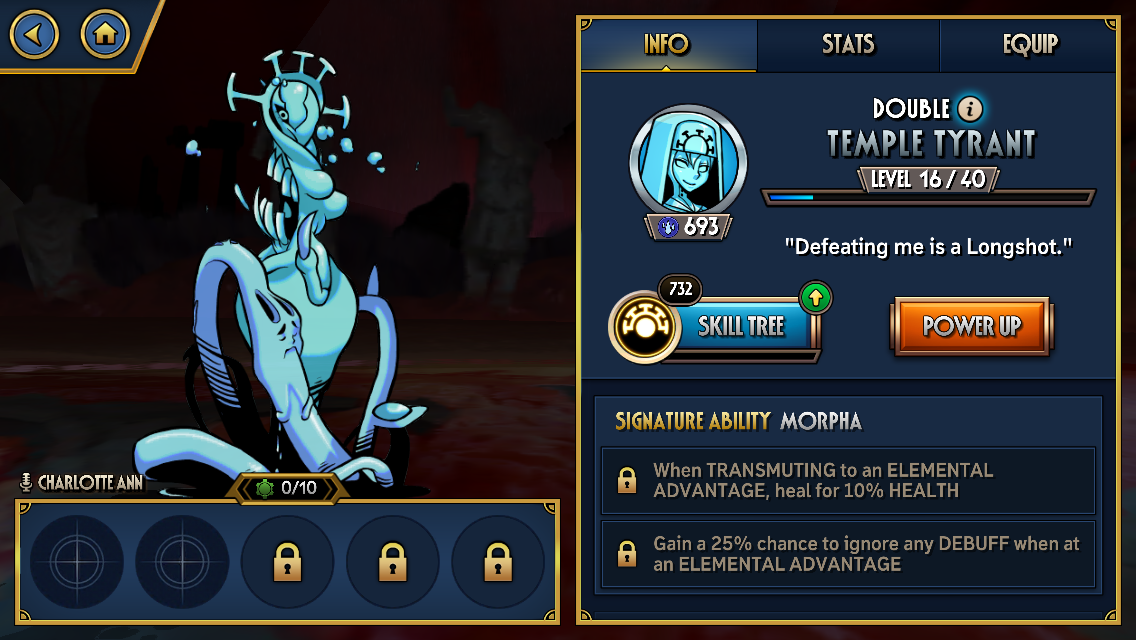 INFO
STATS
EQUIP
DOUBLE i
TEMPLE TYRANT
LEVEL 16 / 40
693
"Defeating me is a Longshot."
732
SKILL TREE
POWER UP
SIGNATURE ABILITY MORPHA
When TRANSMUTING to an ELEMENTAL
ADVANTAGE, heal for 10% HEALTH
Gain a 25% chance to ignore any DEBUFF when at
an ELEMENTAL ADVANTAGE
CHARLOTTE ANN
0/10